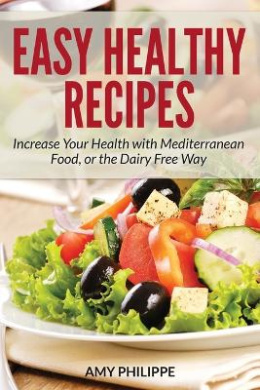 EASY HEALTHY
RECIPES
Increase Your Health with Mediterranean
Food, or the Dairy Free Way
AMY PHILIPPE